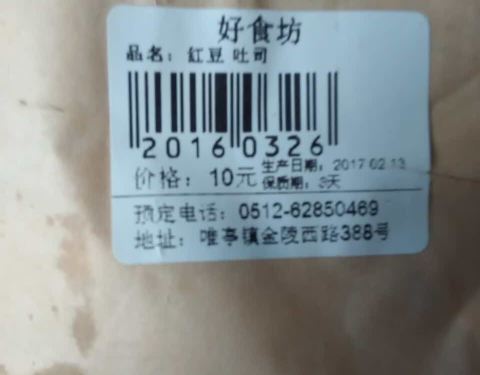 好食坊
品名：红豆 吐司
20160326
生产日期：2017 02 13
价格：10元 保质期：3天
预定电话：0512-62850469
地址：唯亭镇金陵西路388号